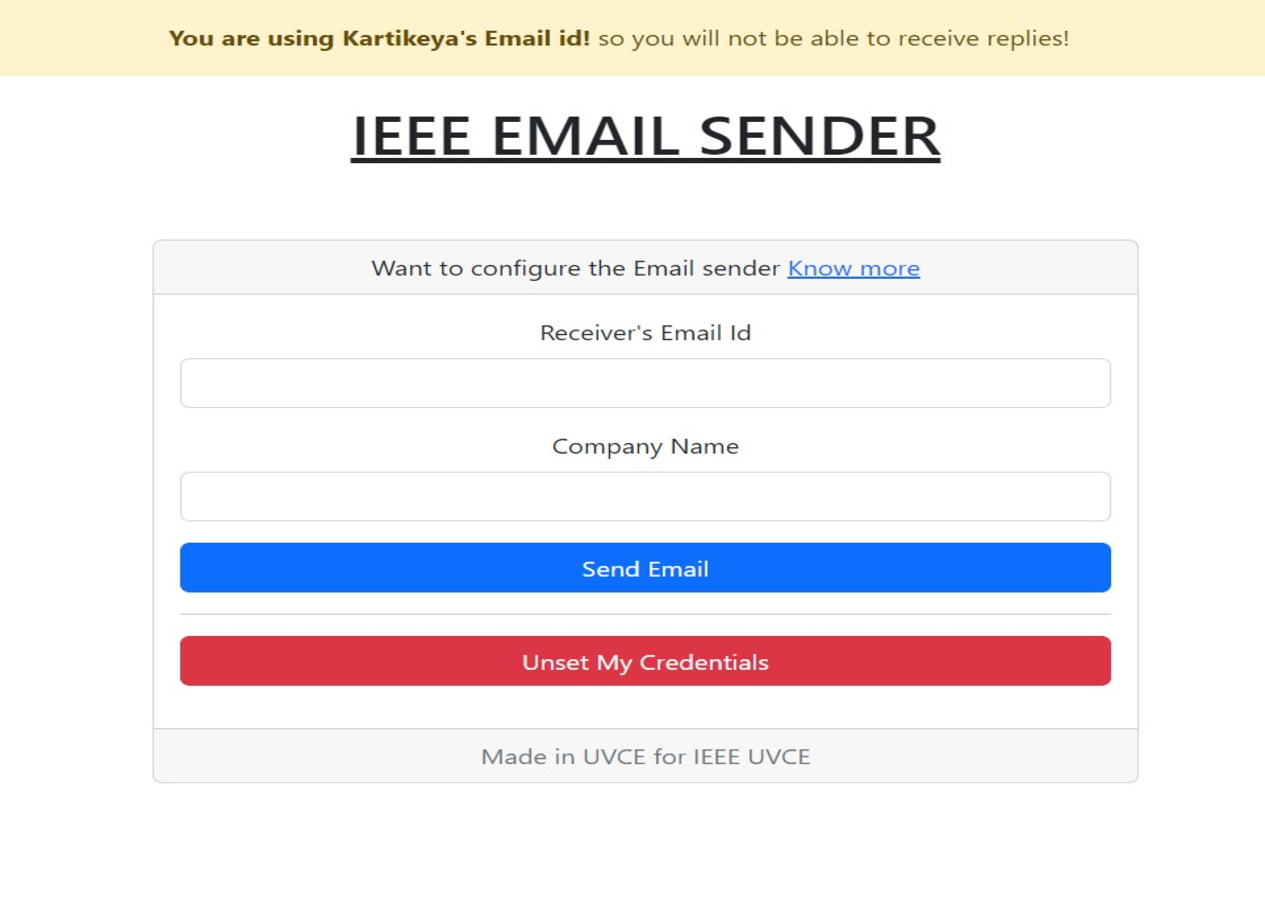 You are using Kartikeya's Email id! so you will not be able to receive replies!
IEEE EMAIL SENDER
Want to configure the Email sender Know more
Receiver's Email Id
Company Name
Send Email
Unset My Credentials
Made in UVCE for IEEE UVCE